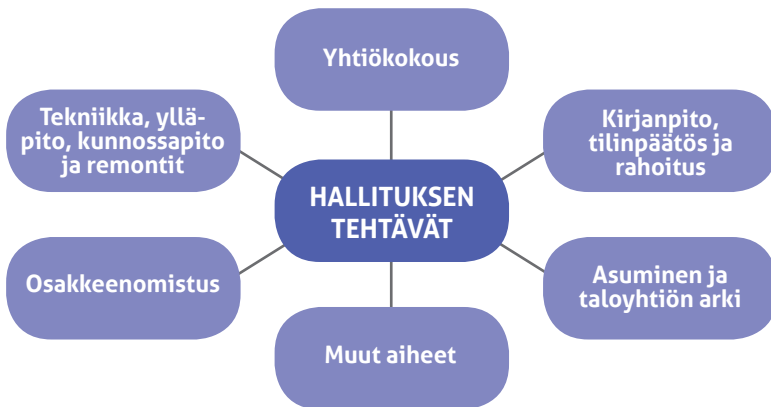 Yhtiökokous
Tekniikka, yllä-
pito, kunnossapito
ja remontit
Kirjanpito,
tilinpäätös ja
rahoitus
HALLITUKSEN
TEHTÄVÄT
Osakkeenomistus
Asuminen ja
taloyhtiön arki
Muut aiheet